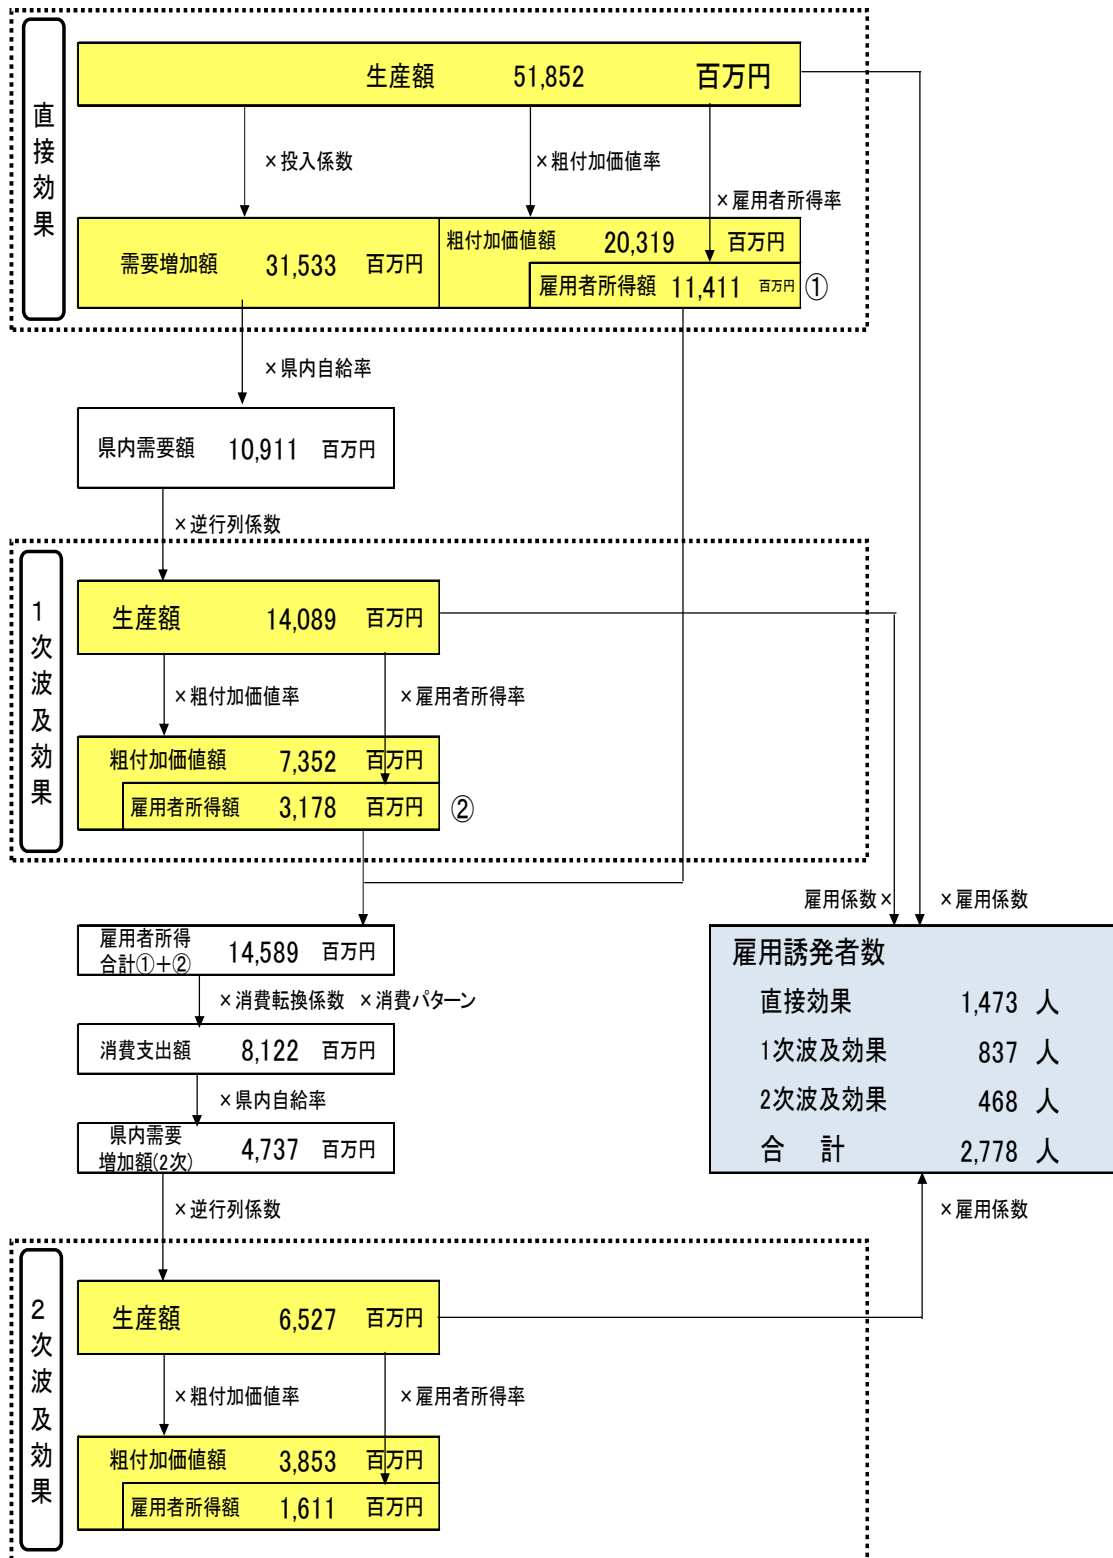 直接効果
生産額 51,852 百万円
×投入係数 ×粗付加価値率
×雇用者所得率
需要増加額 31,533 百万円
粗付加価値額 20,319 百万円
雇用者所得額 11,411 百万円 ①
×県内自給率
県内需要額 10,911 百万円
×逆行列係数
1次波及効果
生産額 14,089 百万円
×粗付加価値率 ×雇用者所得率
粗付加価値額 7,352 百万円
雇用者所得額 3,178 百万円 ②
雇用係数× ×雇用係数
雇用者所得
合計①+② 14,589 百万円
×消費転換係数 ×消費パターン
消費支出額 8,122 百万円
×県内自給率
県内需要
増加額(2次) 4,737 百万円
雇用誘発者数
直接効果 1,473 人
1次波及効果 837 人
2次波及効果 468 人
合 計 2,778 人
×逆行列係数 ×雇用係数
2次波及効果
生産額 6,527 百万円
×粗付加価値率 ×雇用者所得率
粗付加価値額 3,853 百万円
雇用者所得額 1,611 百万円